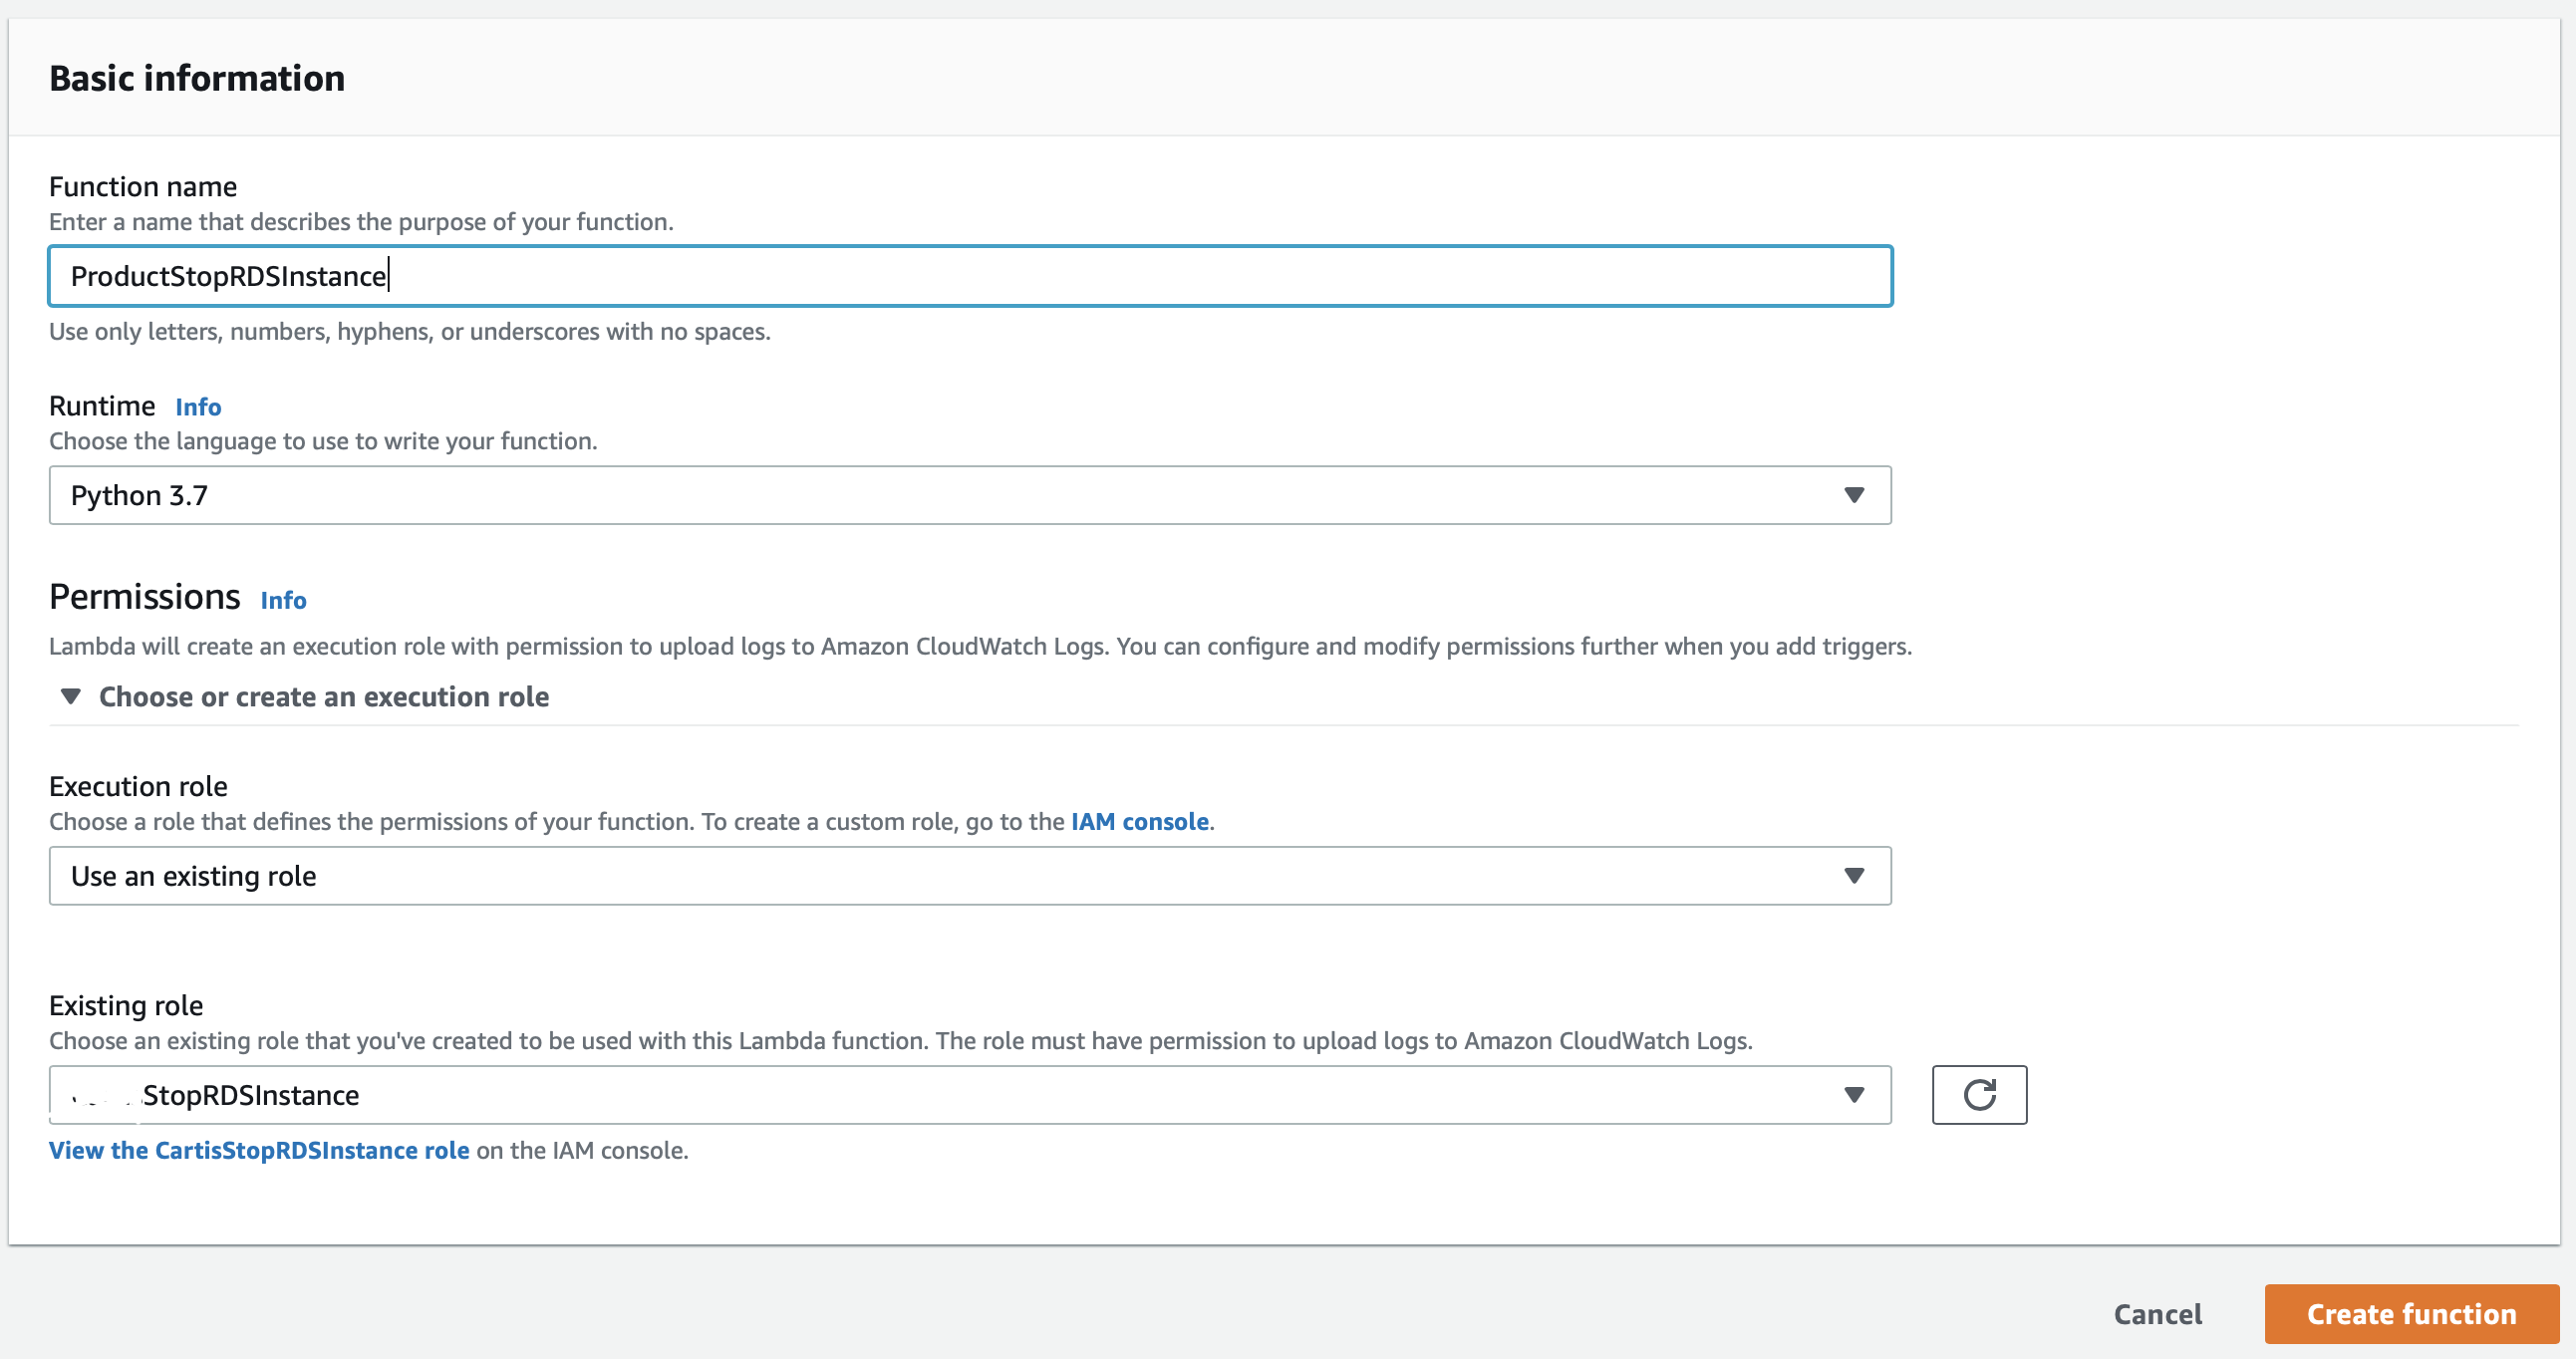 Basic information
Function name
Enter a name that describes the purpose of your function.
ProductStopRDSInstance
Use only letters, numbers, hyphens, or underscores with no spaces.
Runtime Info
Choose the language to use to write your function.
Python 3.7
Permissions Info
Lambda will create an execution role with permission to upload logs to Amazon CloudWatch Logs. You can configure and modify permissions further when you add triggers.
Choose or create an execution role
Execution role
Choose a role that defines the permissions of your function. To create a custom role, go to the IAM console.
Use an existing role
Existing role
Choose an existing role that you've created to be used with this Lambda function. The role must have permission to upload logs to Amazon CloudWatch Logs.
StopRDSInstance
View the CartisStopRDSInstance role on the IAM console.
Cancel Create function